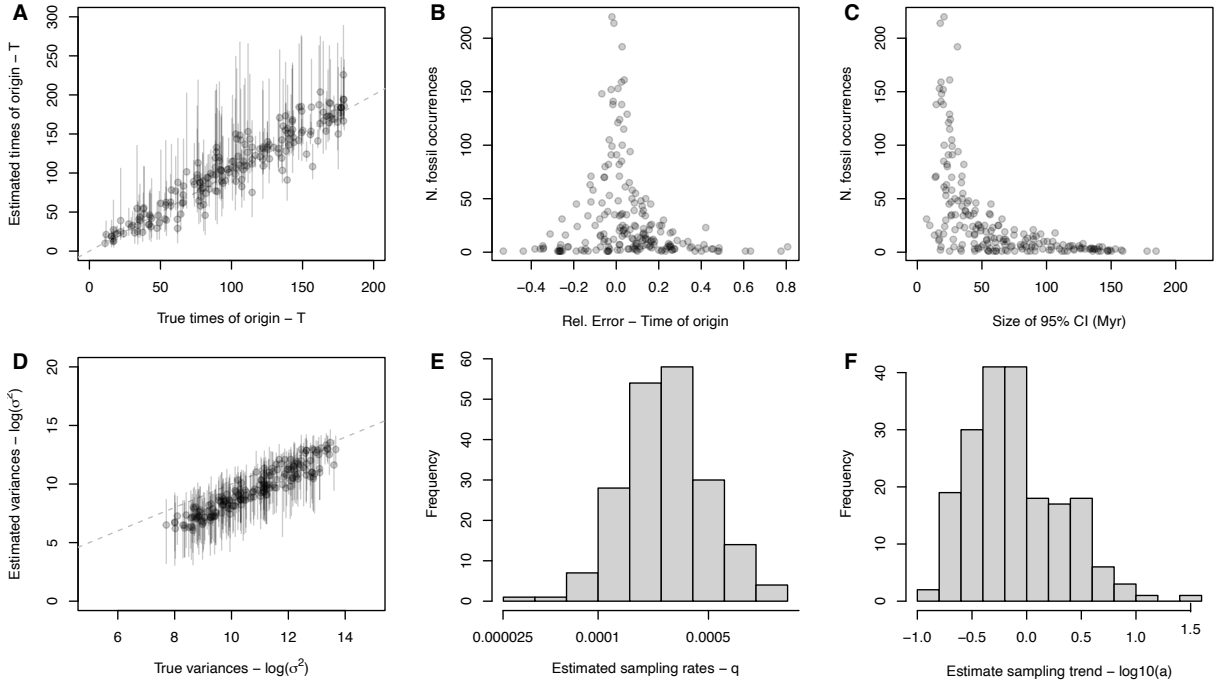 A
Estimated times of origin – T
300
250
200
150
100
50
0
0 50 100 150 200
True times of origin – T
B
N. fossil occurrences
200
150
100
50
0
−0.4 −0.2 0.0 0.2 0.4 0.6 0.8
Rel. Error – Time of origin
C
N. fossil occurrences
200
150
100
50
0
0 50 100 150 200
Size of 95% CI (Myr)
D
Estimated variances – log(σ²)
20
15
10
5
0
6 8 10 12 14
True variances – log(σ²)
E
Frequency
60
50
40
30
20
10
0
0.000025 0.0001 0.0005
Estimated sampling rates – q
F
Frequency
40
30
20
10
0
−1.0 −0.5 0.0 0.5 1.0 1.5
Estimate sampling trend – log10(a)